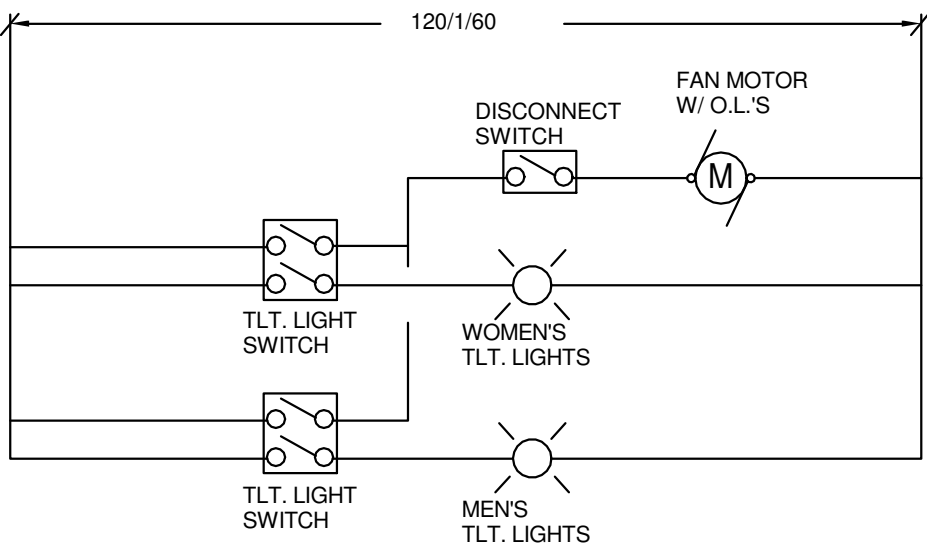 120/1/60
FAN MOTOR
W/ O.L.'S
DISCONNECT
SWITCH
M
TLT. LIGHT
SWITCH
WOMEN'S
TLT. LIGHTS
TLT. LIGHT
SWITCH
MEN'S
TLT. LIGHTS